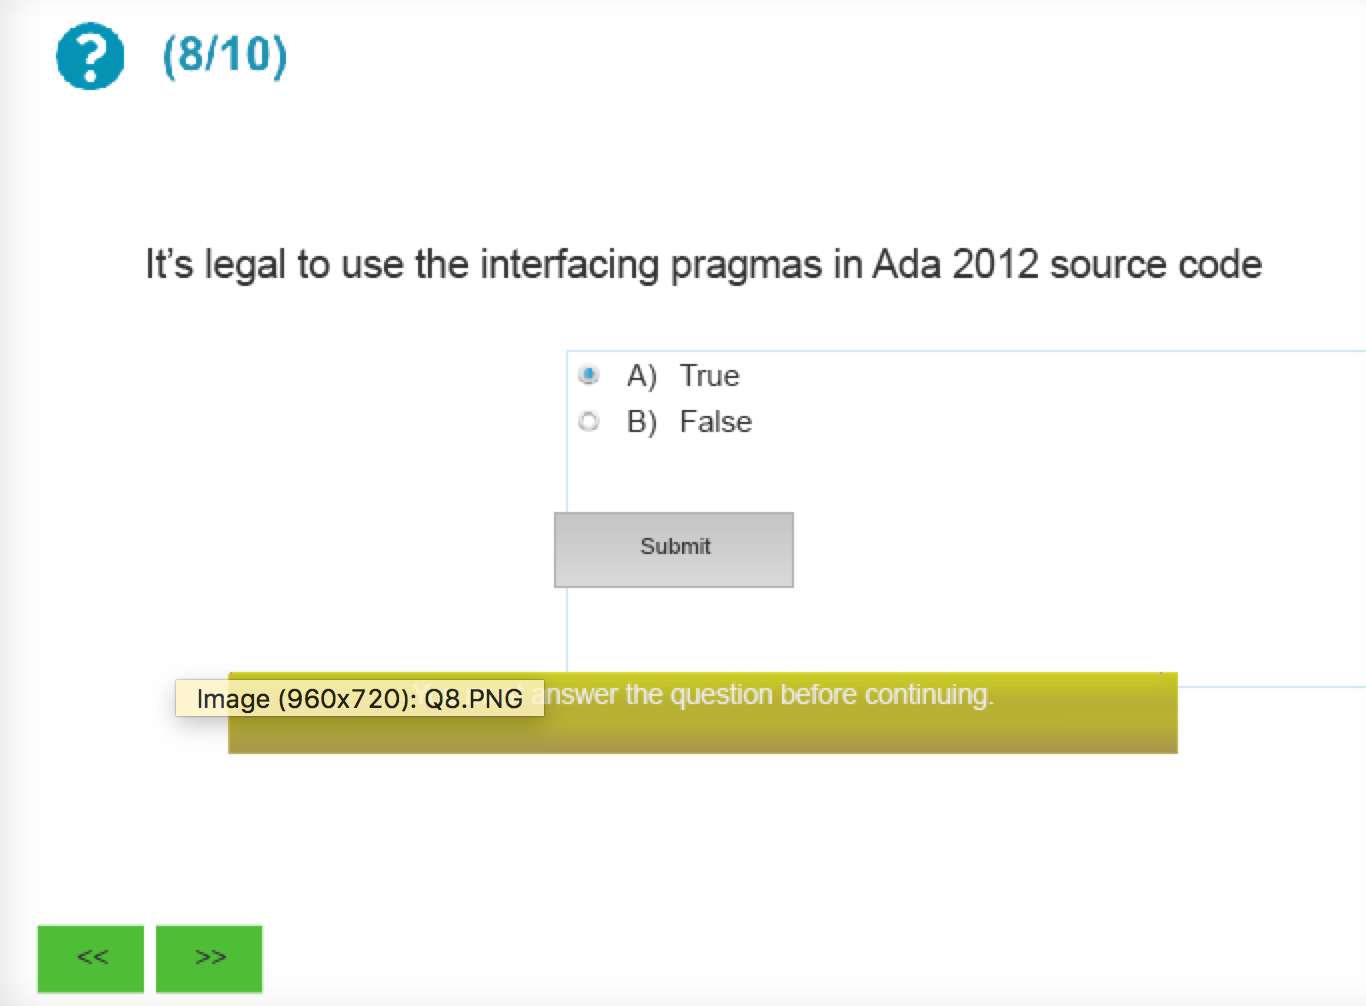 ?
(8/10)
It's legal to use the interfacing pragmas in Ada 2012 source code
A) True
B) False
Submit
Image (960x720): Q8.PNG
answer the question before continuing.
<< >>